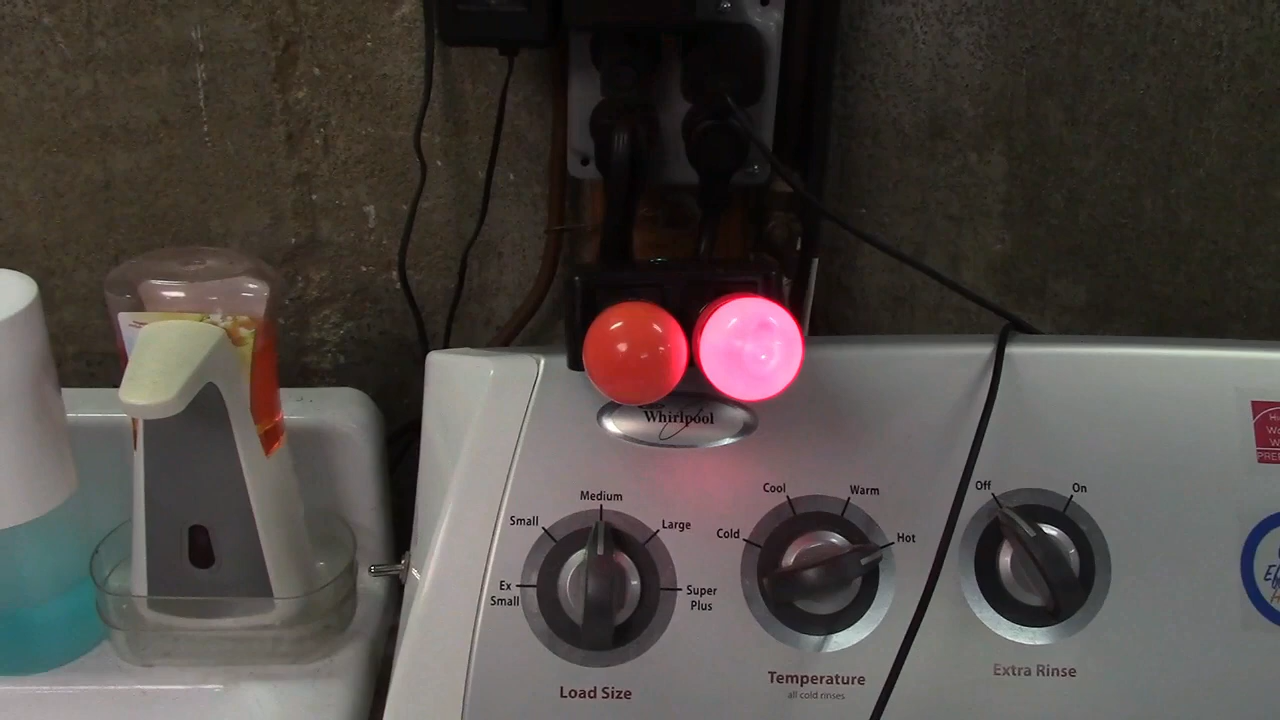 Whirlpool
Medium
Small
Large
Ex
Small
Super
Plus
Load Size
Cool
Warm
Cold
Hot
Temperature
all cold rinses
Off
On
Extra Rinse